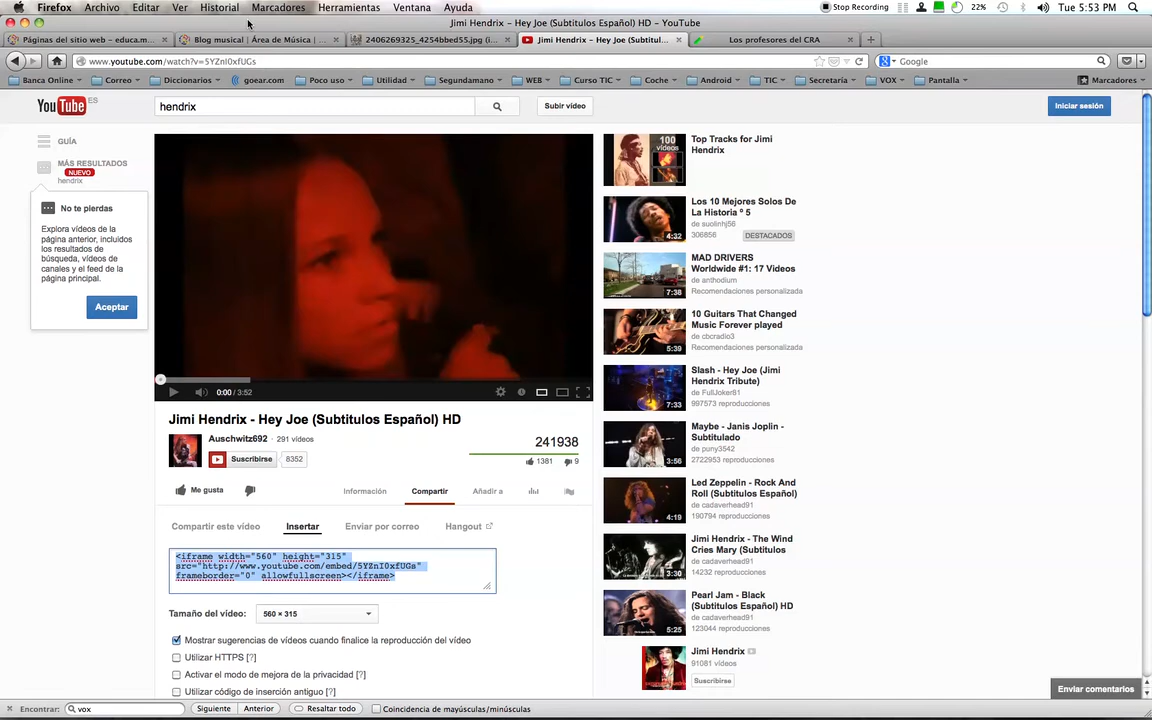 Firefox Archivo Editar Ver Historial Marcadores Herramientas Ventana Ayuda Stop Recording 22% Tue 5:53 PM
Jimi Hendrix - Hey Joe (Subtitulos Español) HD – YouTube
Páginas del sitio web – educa.m... Blog musical | Área de Música |... 2406269325_4254bbed55.jpg (i... Jimi Hendrix - Hey Joe (Subtitul... Los profesores del CRA
www.youtube.com/watch?v=5YZnI0xfUGs Google
Banca Online Correo Diccionarios goear.com Poco uso Utilidad Segundamano WEB Curso TIC Coche Android TIC Secretaría VOX Pantalla Marcadores
YouTube ES hendrix Subir vídeo Iniciar sesión
GUÍA
MÁS RESULTADOS
NUEVO
hendrix
No te pierdas
Explora vídeos de la
página anterior, incluidos
los resultados de
búsqueda, vídeos de
canales y el feed de la
página principal.
Aceptar
0:00 / 3:52
Jimi Hendrix - Hey Joe (Subtitulos Español) HD
Auschwitz692 · 291 vídeos
Suscribirse 8352
241938
1381 9
Me gusta Información Compartir Añadir a
Compartir este vídeo Insertar Enviar por correo Hangout
<iframe width="560" height="315"
src="http://www.youtube.com/embed/5YZnI0xfUGs"
frameborder="0" allowfullscreen></iframe>
Tamaño del vídeo: 560 × 315
Mostrar sugerencias de vídeos cuando finalice la reproducción del vídeo
Utilizar HTTPS [?]
Activar el modo de mejora de la privacidad [?]
Utilizar código de inserción antiguo [?]
100
vídeos
Top Tracks for Jimi
Hendrix
Los 10 Mejores Solos De
La Historia º 5
de suolinhj56
306856 DESTACADOS
4:32
MAD DRIVERS
Worldwide #1: 17 Videos
de anthodium
Recomendaciones personalizada
7:38
10 Guitars That Changed
Music Forever played
de cbcradio3
Recomendaciones personalizada
5:39
Slash - Hey Joe (Jimi
Hendrix Tribute)
de FullJoker81
997573 reproducciones
7:33
Maybe - Janis Joplin -
Subtitulado
de puny3542
2722953 reproducciones
3:56
Led Zeppelin - Rock And
Roll (Subtitulos Español)
de cadaverhead91
190794 reproducciones
4:19
Jimi Hendrix - The Wind
Cries Mary (Subtitulos
de cadaverhead91
14232 reproducciones
3:30
Pearl Jam - Black
(Subtitulos Español) HD
de cadaverhead91
123044 reproducciones
5:25
Jimi Hendrix
91081 vídeos
Suscribirse
Enviar comentarios
Encontrar: vox Siguiente Anterior Resaltar todo Coincidencia de mayúsculas/minúsculas